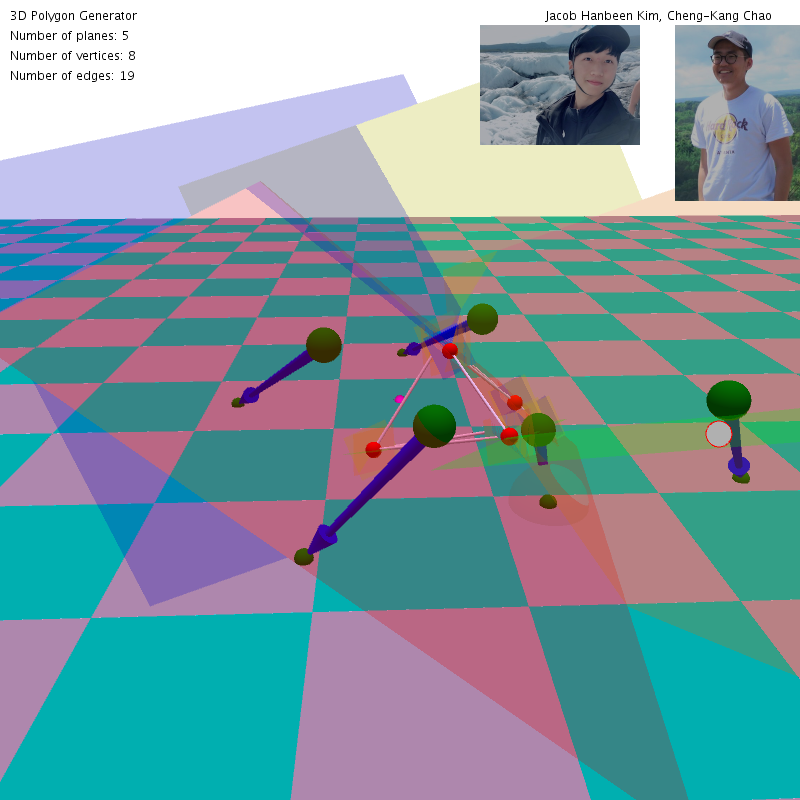 3D Polygon Generator
Jacob Hanbeen Kim, Cheng-Kang Chao
Number of planes: 5
Number of vertices: 8
Number of edges: 19